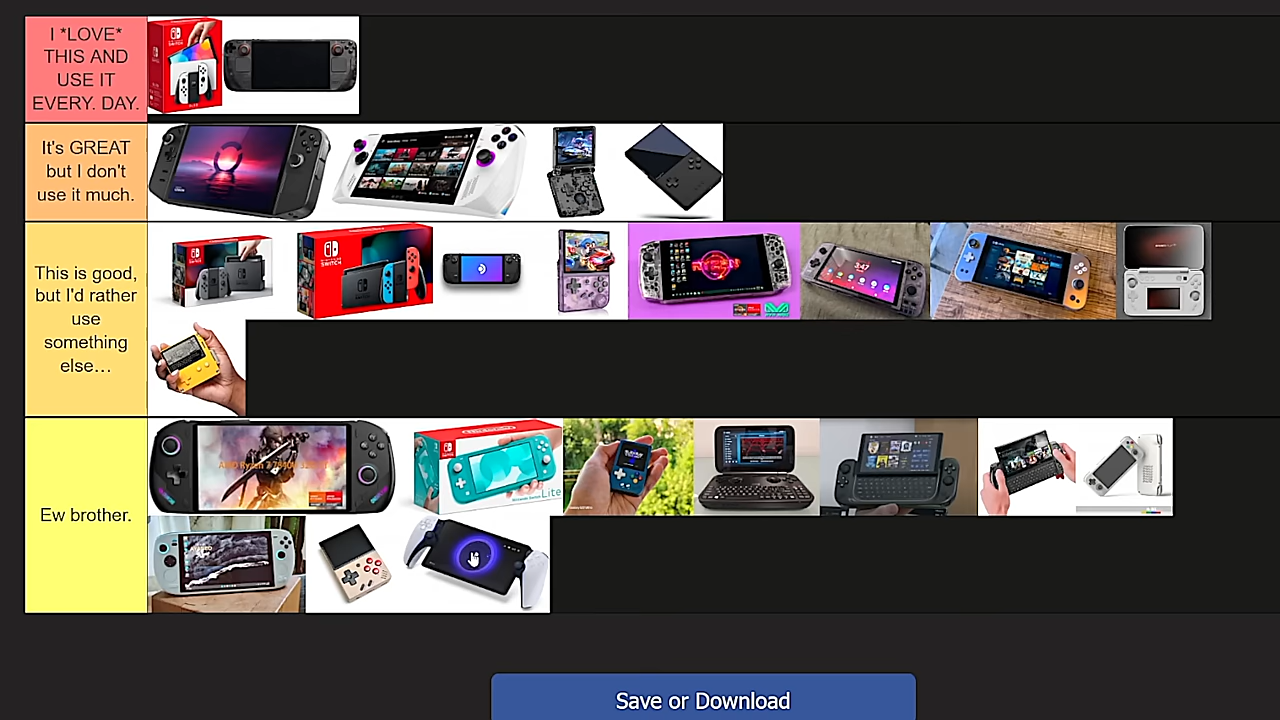 I *LOVE*
THIS AND
USE IT
EVERY. DAY.
It's GREAT
but I don't
use it much.
This is good,
but I'd rather
use
something
else…
Ew brother.
Lite
Save or Download